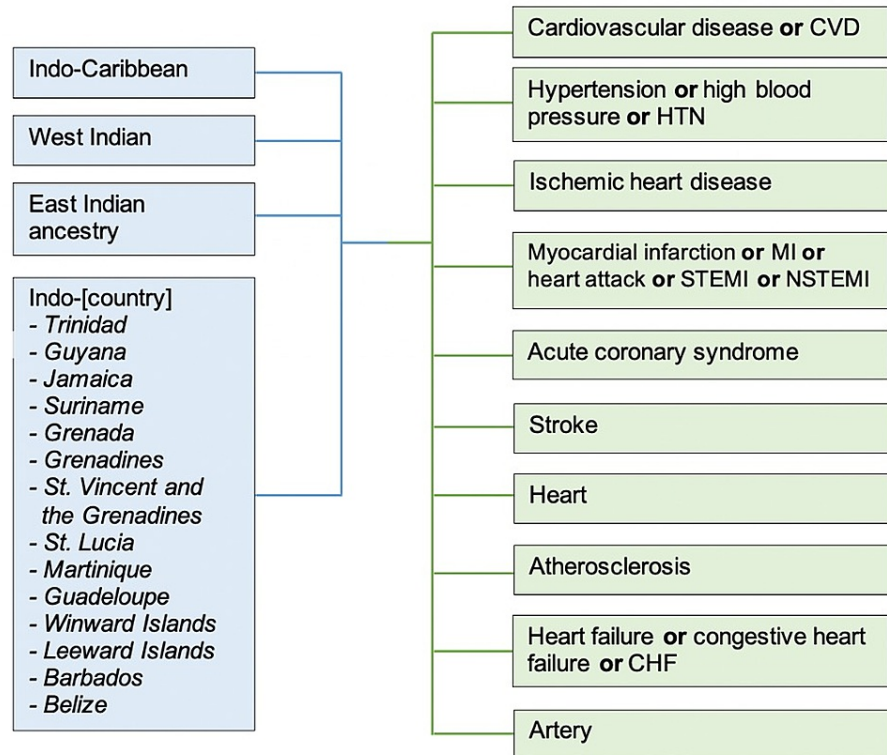 Indo-Caribbean
West Indian
East Indian
ancestry
Indo-[country]
- Trinidad
- Guyana
- Jamaica
- Suriname
- Grenada
- Grenadines
- St. Vincent and
the Grenadines
- St. Lucia
- Martinique
- Guadeloupe
- Winward Islands
- Leeward Islands
- Barbados
- Belize
Cardiovascular disease or CVD
Hypertension or high blood
pressure or HTN
Ischemic heart disease
Myocardial infarction or MI or
heart attack or STEMI or NSTEMI
Acute coronary syndrome
Stroke
Heart
Atherosclerosis
Heart failure or congestive heart
failure or CHF
Artery